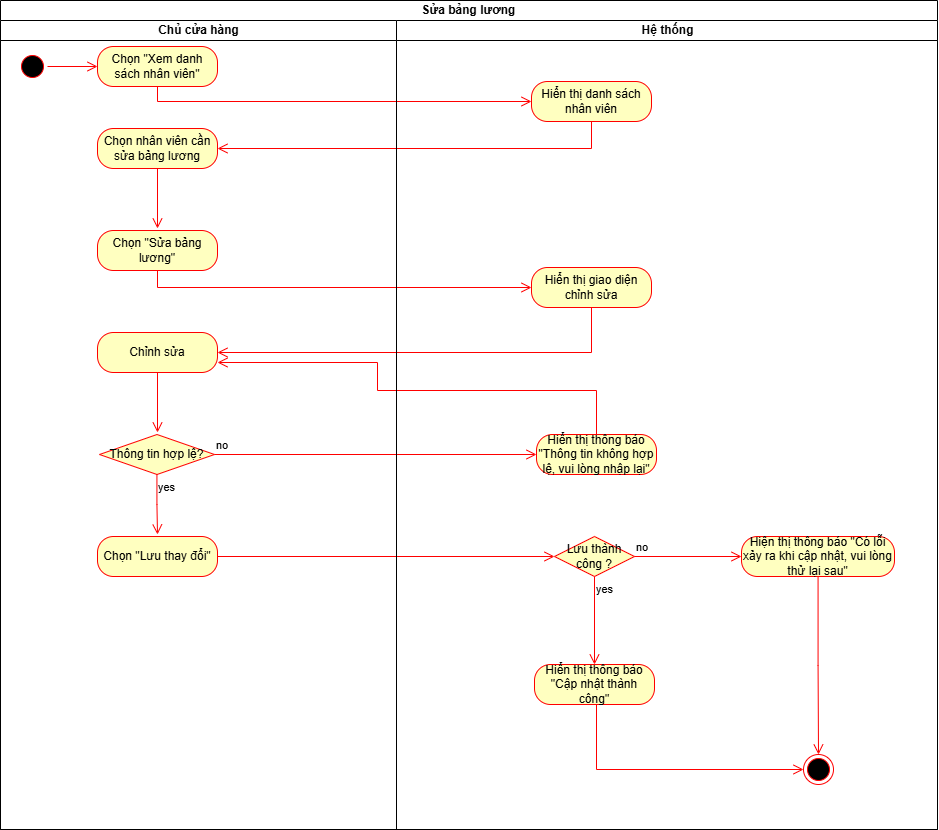 Sửa bảng lương
Chủ cửa hàng
Hệ thống
Chọn "Xem danh
sách nhân viên"
Hiển thị danh sách
nhân viên
Chọn nhân viên cần
sửa bảng lương
Chọn "Sửa bảng
lương"
Hiển thị giao diện
chỉnh sửa
Chỉnh sửa
Thông tin hợp lệ?
no
Hiển thị thông báo
"Thông tin không hợp
lệ, vui lòng nhập lại"
yes
Chọn "Lưu thay đổi"
Lưu thành
công ?
no
Hiện thị thông báo "Có lỗi
xảy ra khi cập nhật, vui lòng
thử lại sau"
yes
Hiển thị thông báo
"Cập nhật thành
công"